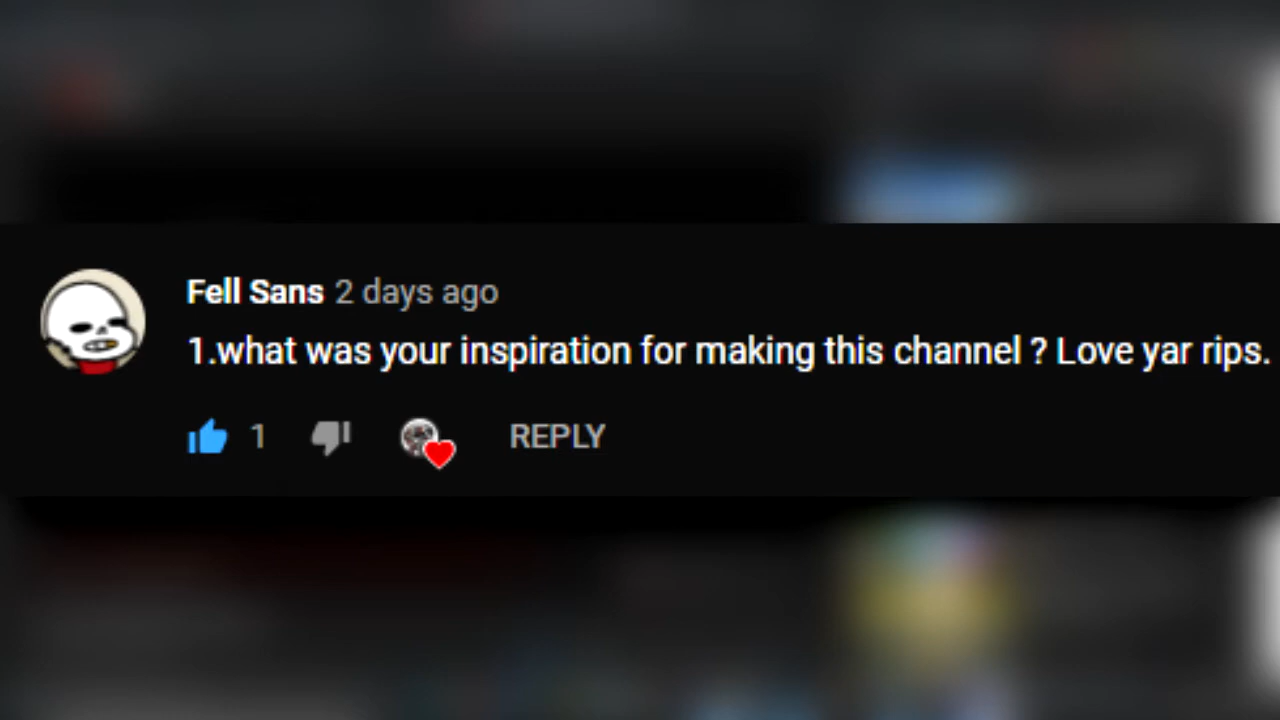 Fell Sans 2 days ago
1.what was your inspiration for making this channel ? Love yar rips.
1 REPLY